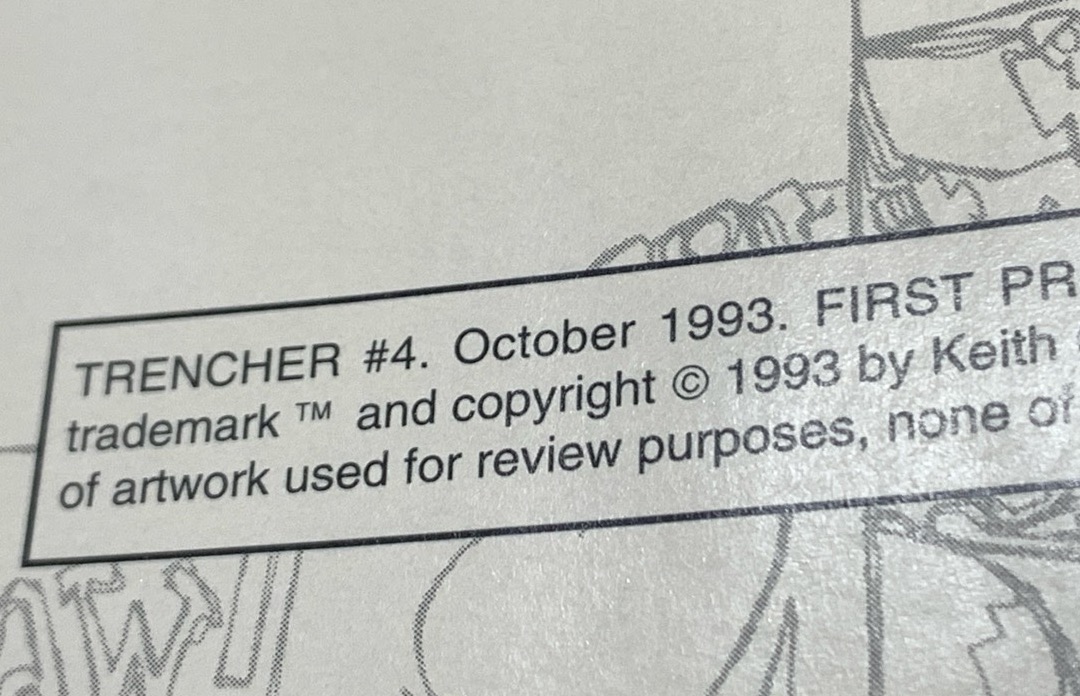 TRENCHER #4. October 1993. FIRST PR
trademark ™ and copyright © 1993 by Keith
of artwork used for review purposes, none of